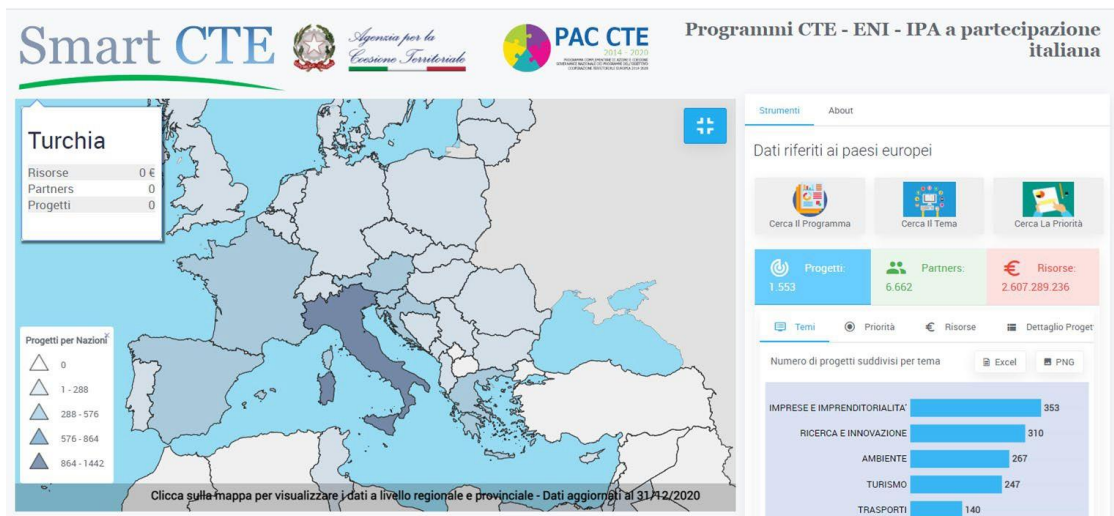 Smart CTE
Agenzia per la
Coesione Territoriale
PAC CTE
2014 - 2020
Programmi CTE - ENI - IPA a partecipazione
italiana
Turchia
Risorse 0 €
Partners 0
Progetti 0
Progetti per Nazioni
×
0
1 - 288
288 - 576
576 - 864
864 - 1442
Clicca sulla mappa per visualizzare i dati a livello regionale e provinciale - Dati aggiornati al 31/12/2020
Strumenti About
Dati riferiti ai paesi europei
Cerca Il Programma Cerca Il Tema Cerca La Priorità
Progetti: Partners: € Risorse:
1.553 6.662 2.607.289.236
Temi Priorità € Risorse Dettaglio Proget
Numero di progetti suddivisi per tema Excel PNG
IMPRESE E IMPRENDITORIALITA' 353
RICERCA E INNOVAZIONE 310
AMBIENTE 267
TURISMO 247
TRASPORTI 140